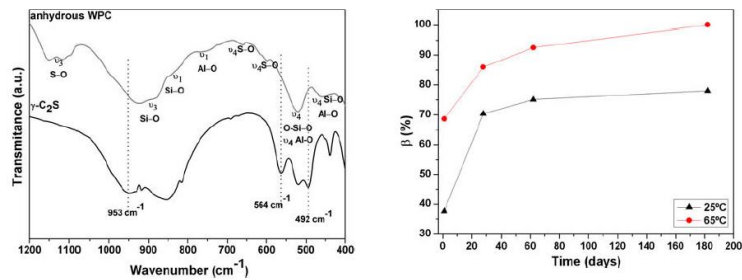 anhydrous WPC
υ3
S–O
υ3
Si–O
υ1
Si–O
υ1
Al–O
υ4S–O
υ4S–O
υ4
O-Si–O
υ4 Al–O
υ4 Si–O,
Al–O
γ-C2S
953 cm-1
564 cm-1
492 cm-1
Transmitance (a.u.)
1200 1100 1000 900 800 700 600 500 400
Wavenumber (cm-1)
β (%)
100
90
80
70
60
50
40
30
25ºC
65ºC
0 20 40 60 80 100 120 140 160 180 200
Time (days)